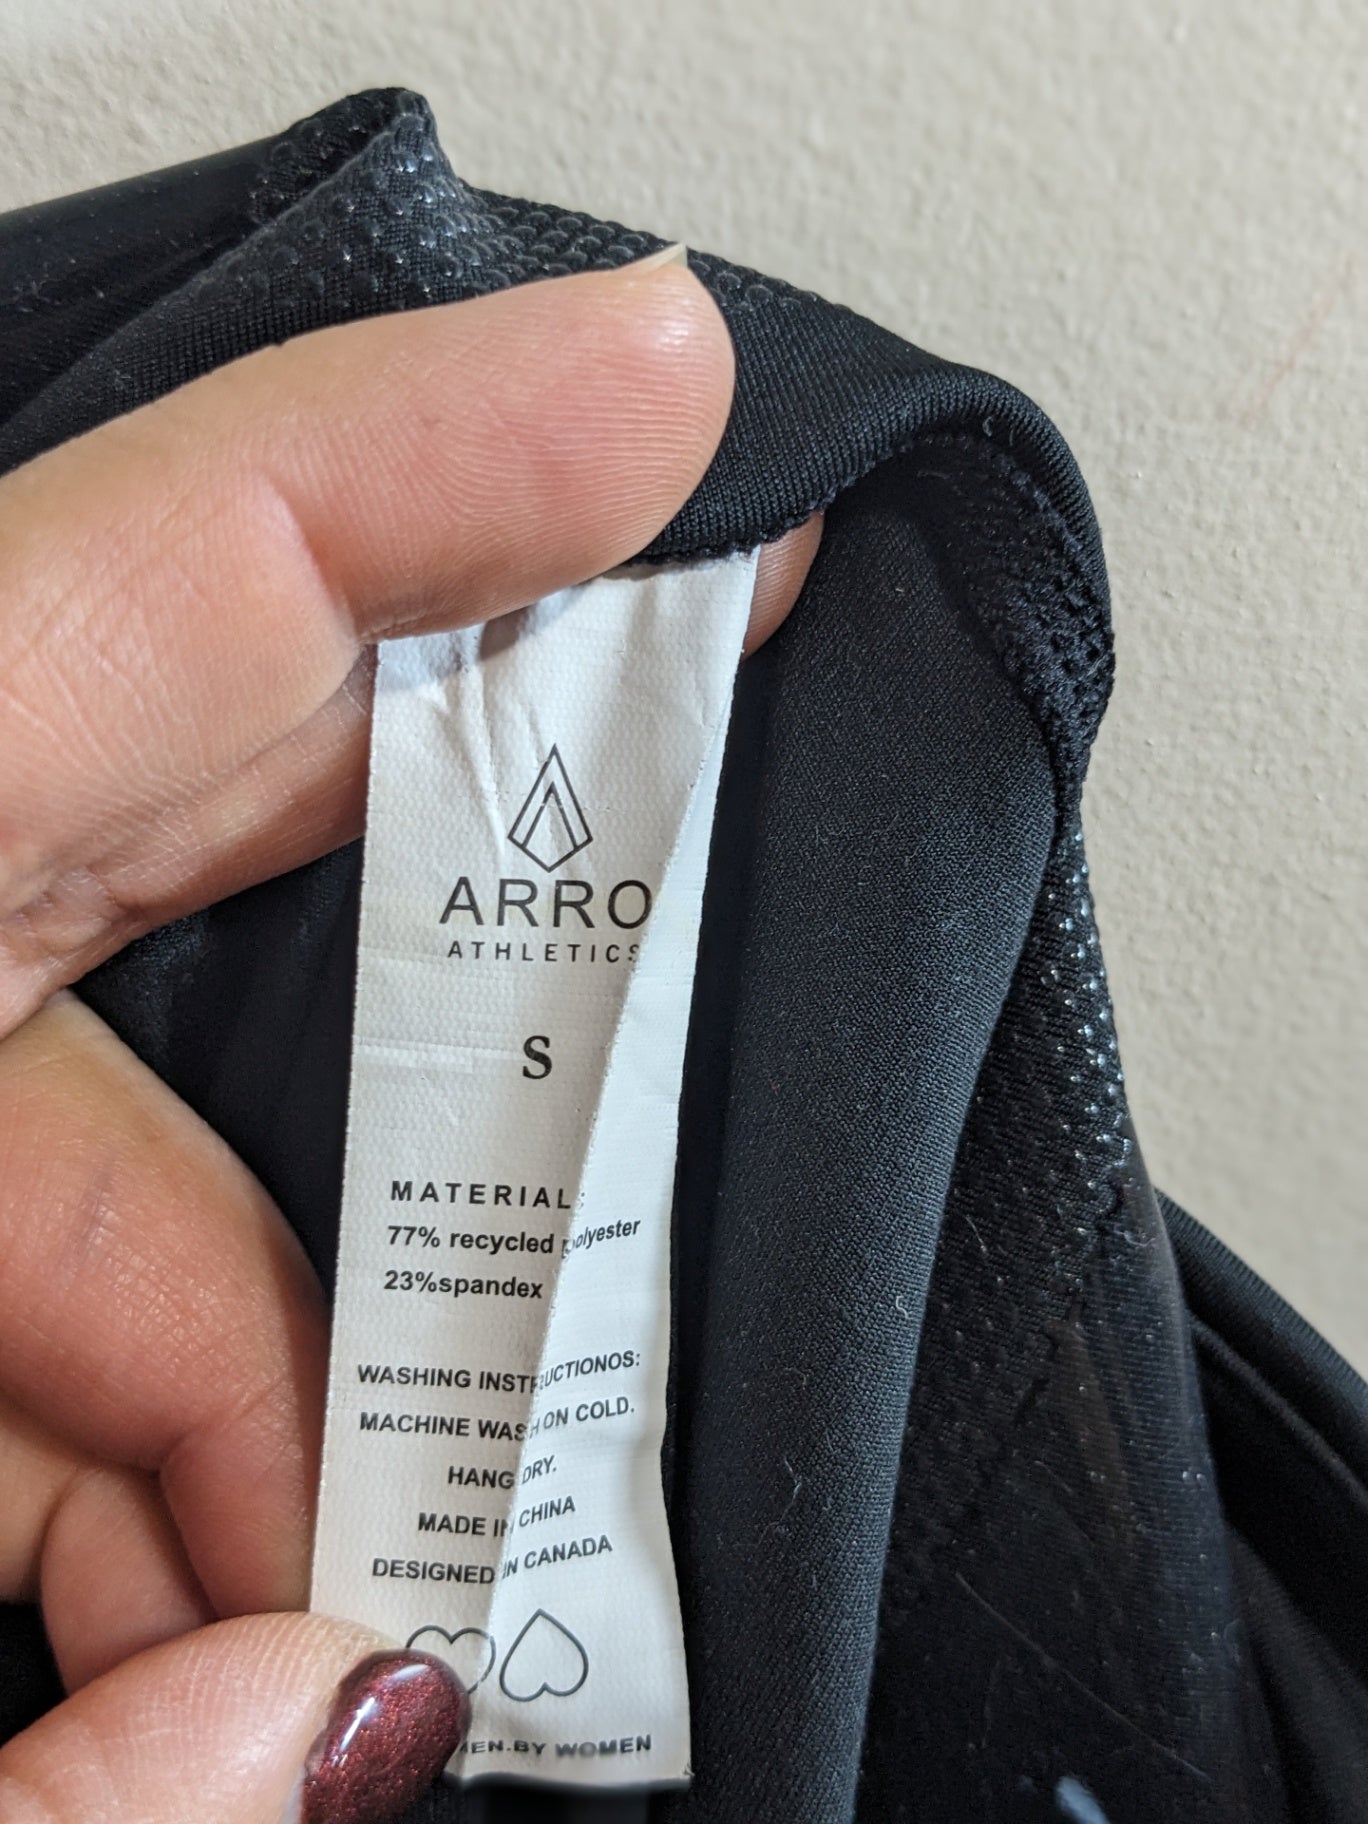 ARRO
ATHLETICS
S
MATERIAL:
77% recycled polyester
23%spandex
WASHING INSTRUCTIONOS:
MACHINE WASH ON COLD.
HANG DRY.
MADE IN CHINA
DESIGNED IN CANADA
BY WOMEN